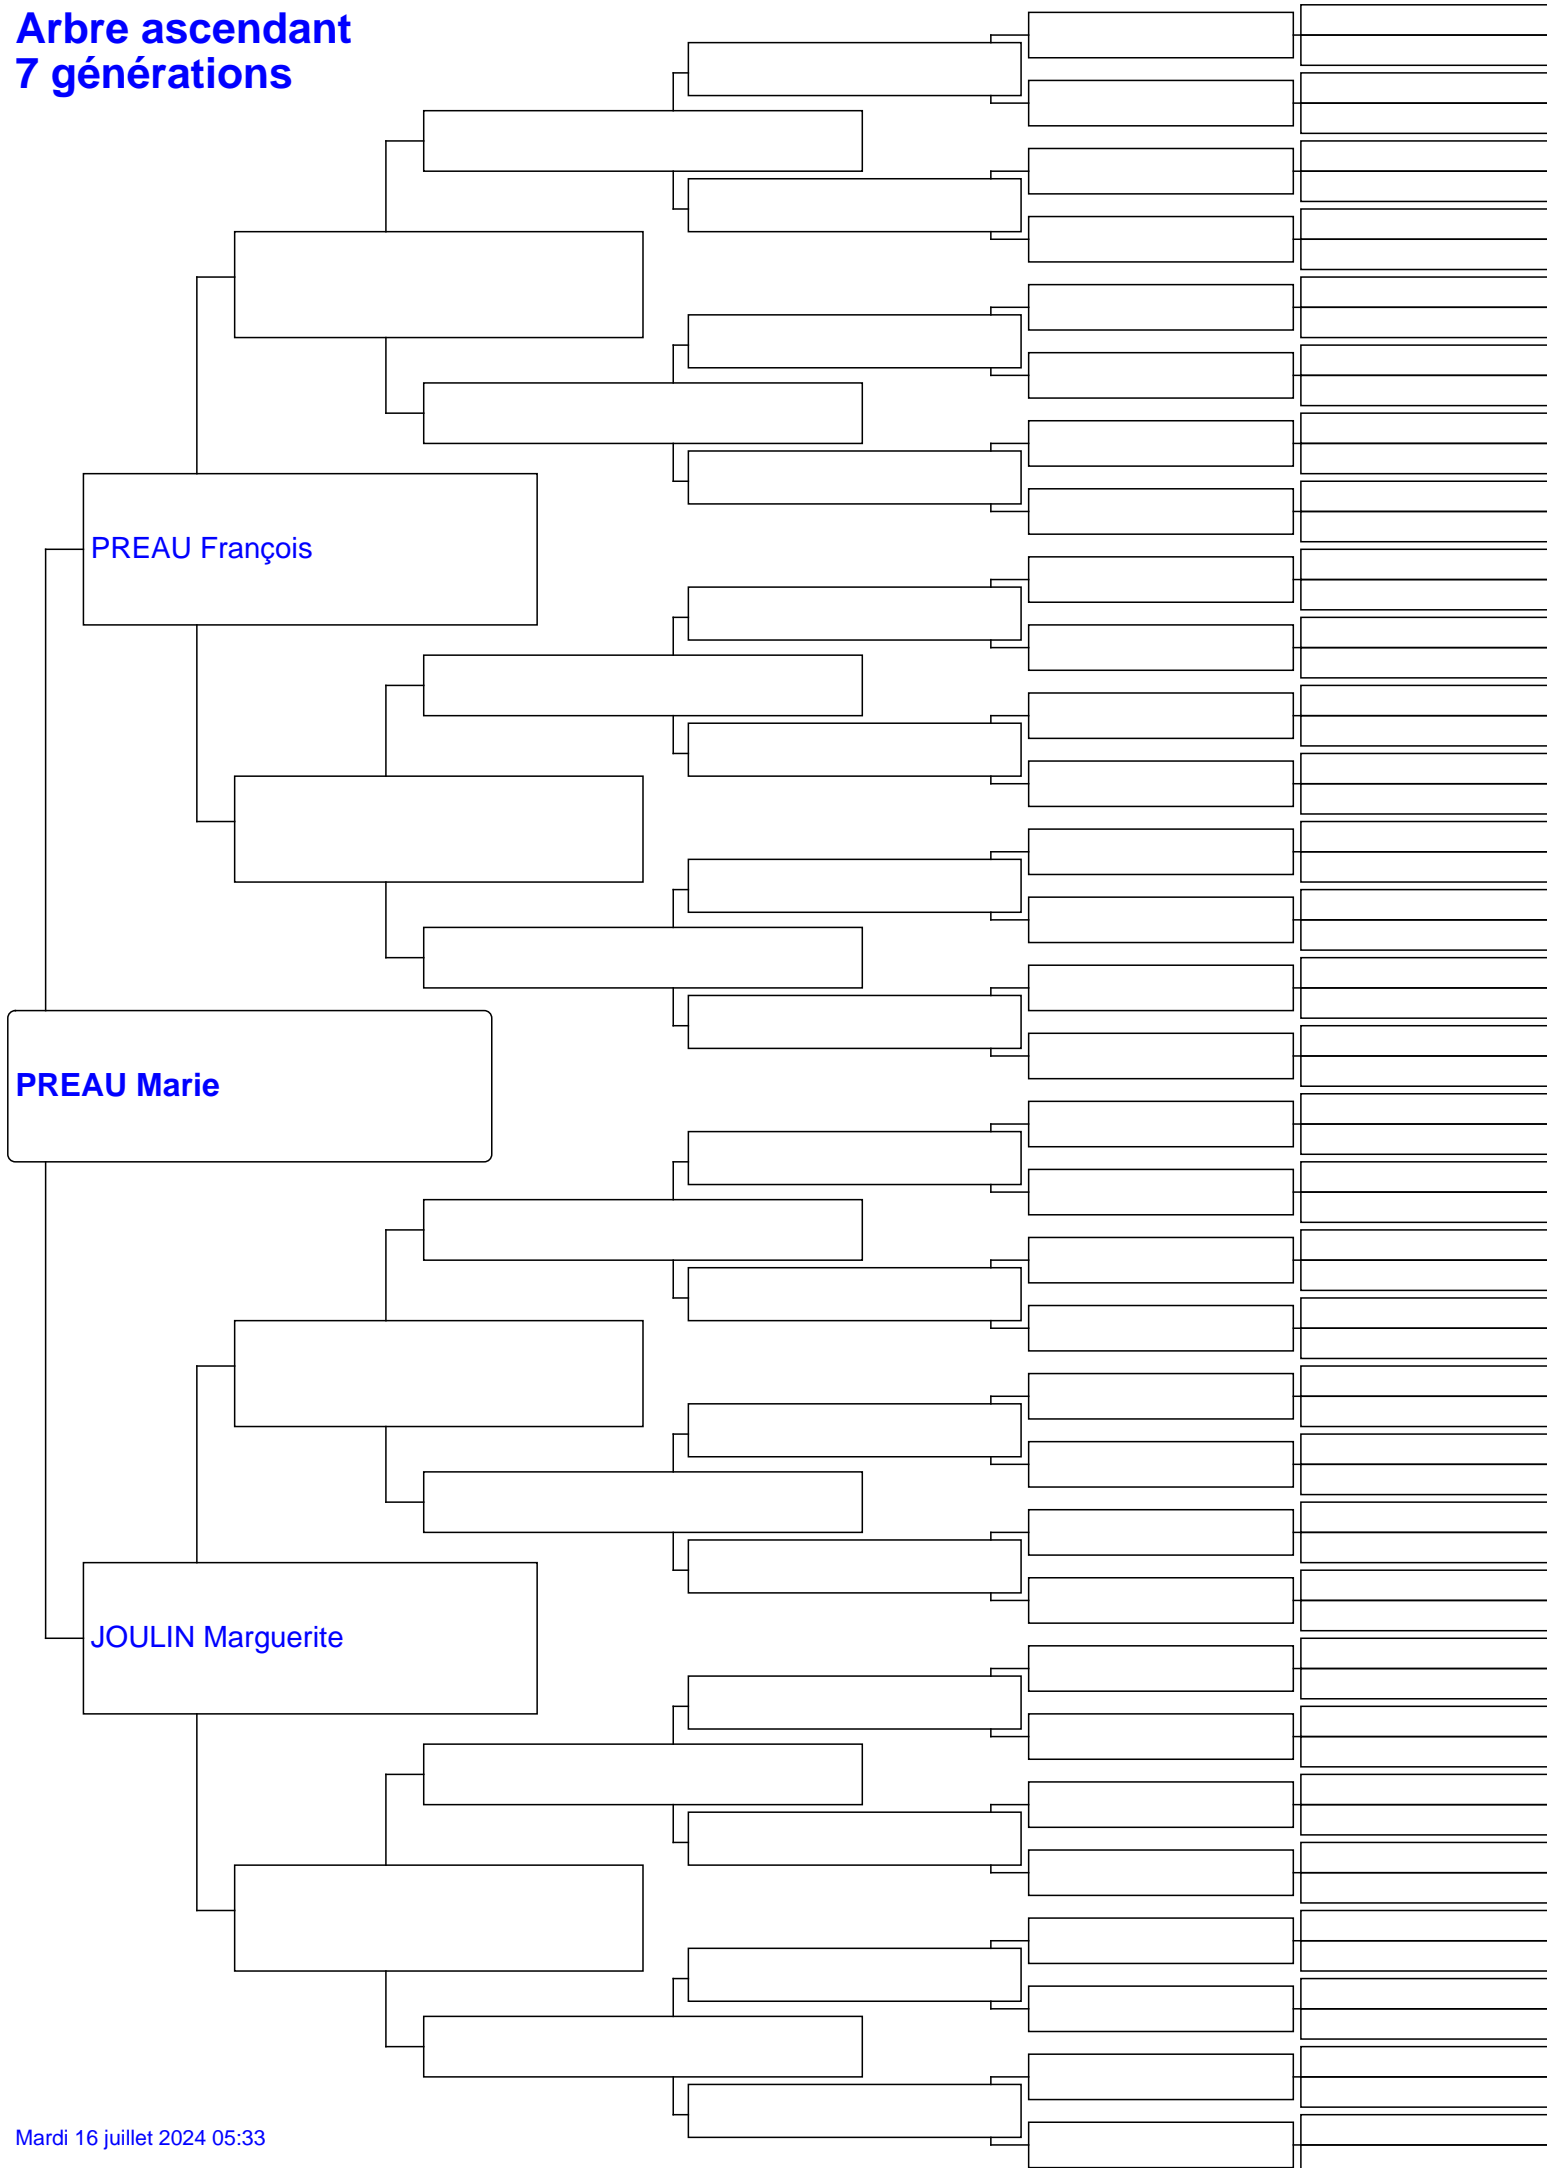 Arbre ascendant
7 générations
PREAU François
PREAU Marie
JOULIN Marguerite
Mardi 16 juillet 2024 05:33